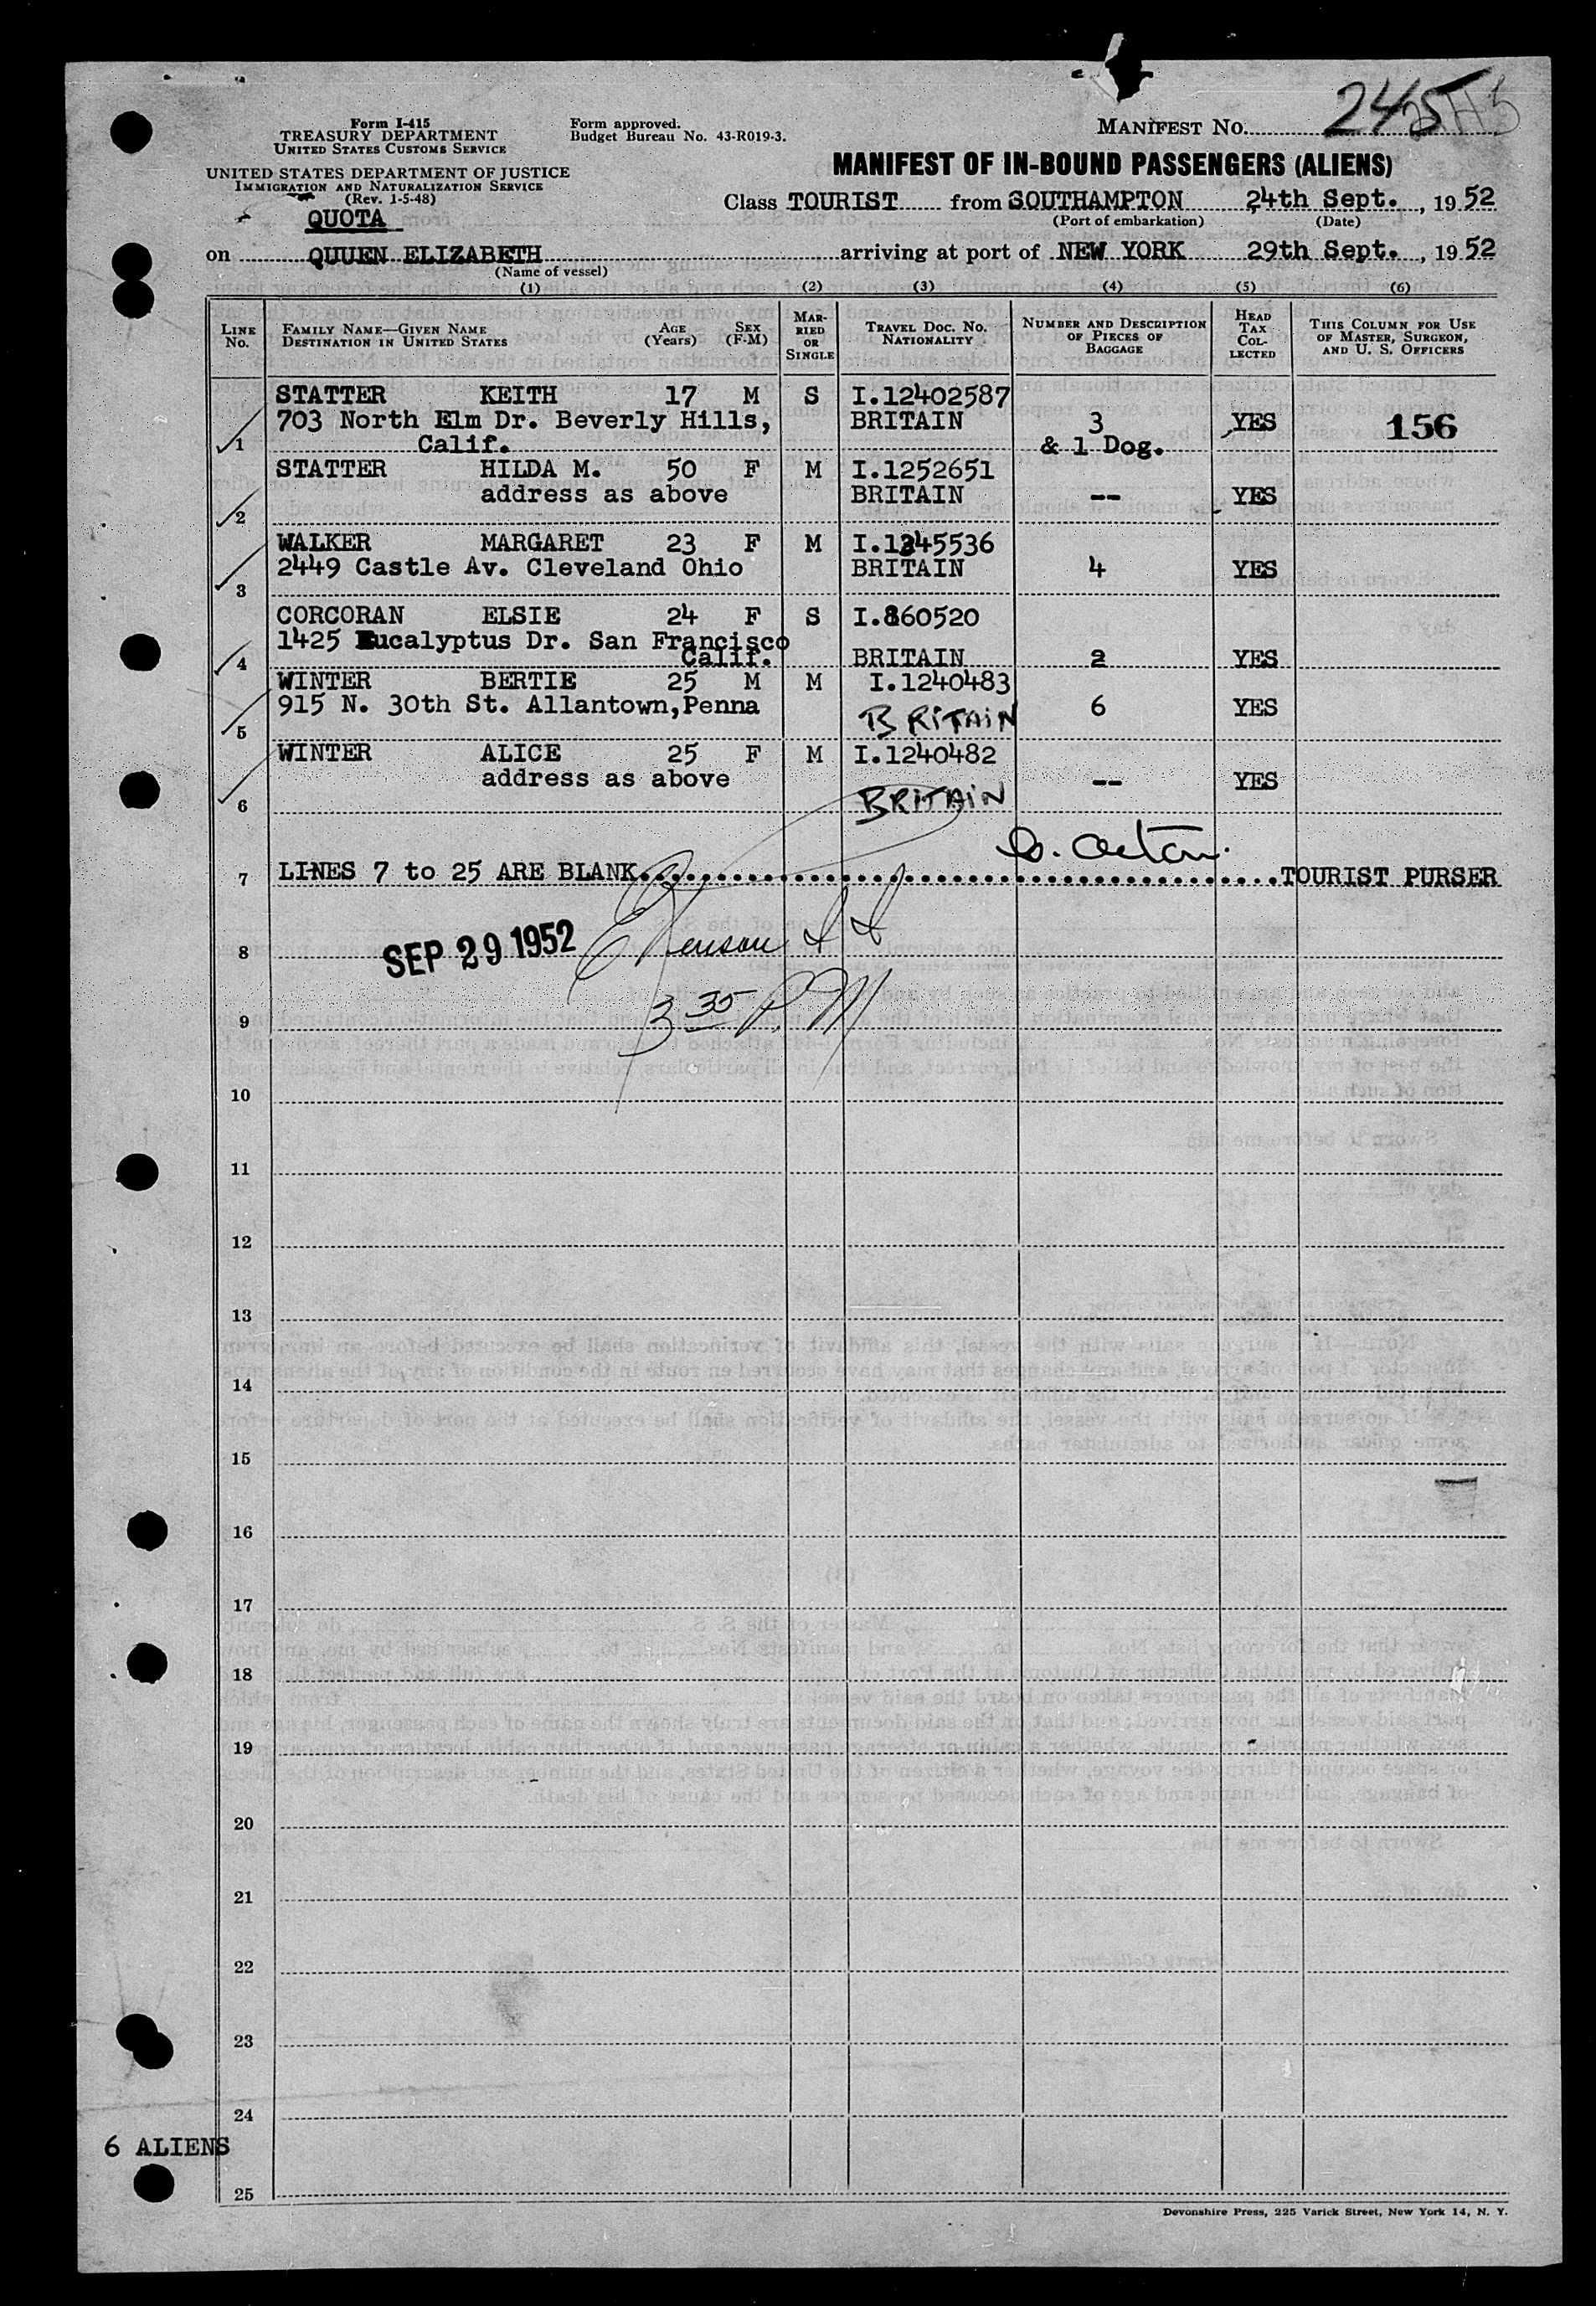 Form I-415
TREASURY DEPARTMENT
UNITED STATES CUSTOMS SERVICE
UNITED STATES DEPARTMENT OF JUSTICE
IMMIGRATION AND NATURALIZATION SERVICE
(Rev. 1-5-48)
QUOTA
Form approved.
Budget Bureau No. 43-R019-3.
MANIFEST No. 245
MANIFEST OF IN-BOUND PASSENGERS (ALIENS)
Class TOURIST from SOUTHAMPTON 24th Sept., 1952
(Port of embarkation) (Date)
on QUUEN ELIZABETH arriving at port of NEW YORK 29th Sept., 1952
(Name of vessel)
(1) (2) (3) (4) (5) (6)
LINE No. FAMILY NAME—GIVEN NAME DESTINATION IN UNITED STATES AGE (Years) SEX (F-M) MARRIED OR SINGLE TRAVEL DOC. No. NATIONALITY NUMBER AND DESCRIPTION OF PIECES OF BAGGAGE HEAD TAX COLLECTED THIS COLUMN FOR USE OF MASTER, SURGEON, AND U. S. OFFICERS
STATTER KEITH 17 M S I.12402587
703 North Elm Dr. Beverly Hills, BRITAIN 3 YES 156
1 Calif. & 1 Dog.
STATTER HILDA M. 50 F M I.1252651
address as above BRITAIN -- YES
2
WALKER MARGARET 23 F M I.1345536
2449 Castle Av. Cleveland Ohio BRITAIN 4 YES
3
CORCORAN ELSIE 24 F S I.860520
1425 Eucalyptus Dr. San Francisco
4 Calif. BRITAIN 2 YES
WINTER BERTIE 25 M M I.1240483
915 N. 30th St. Allantown,Penna BRITAIN 6 YES
5
WINTER ALICE 25 F M I.1240482
address as above BRITAIN -- YES
6
7 LINES 7 to 25 ARE BLANK TOURIST PURSER
8 SEP 29 1952
9 3 35 P.M
10
11
12
13
14
15
16
17
18
19
20
21
22
23
24
6 ALIENS
25
Devonshire Press, 225 Varick Street, New York 14, N. Y.